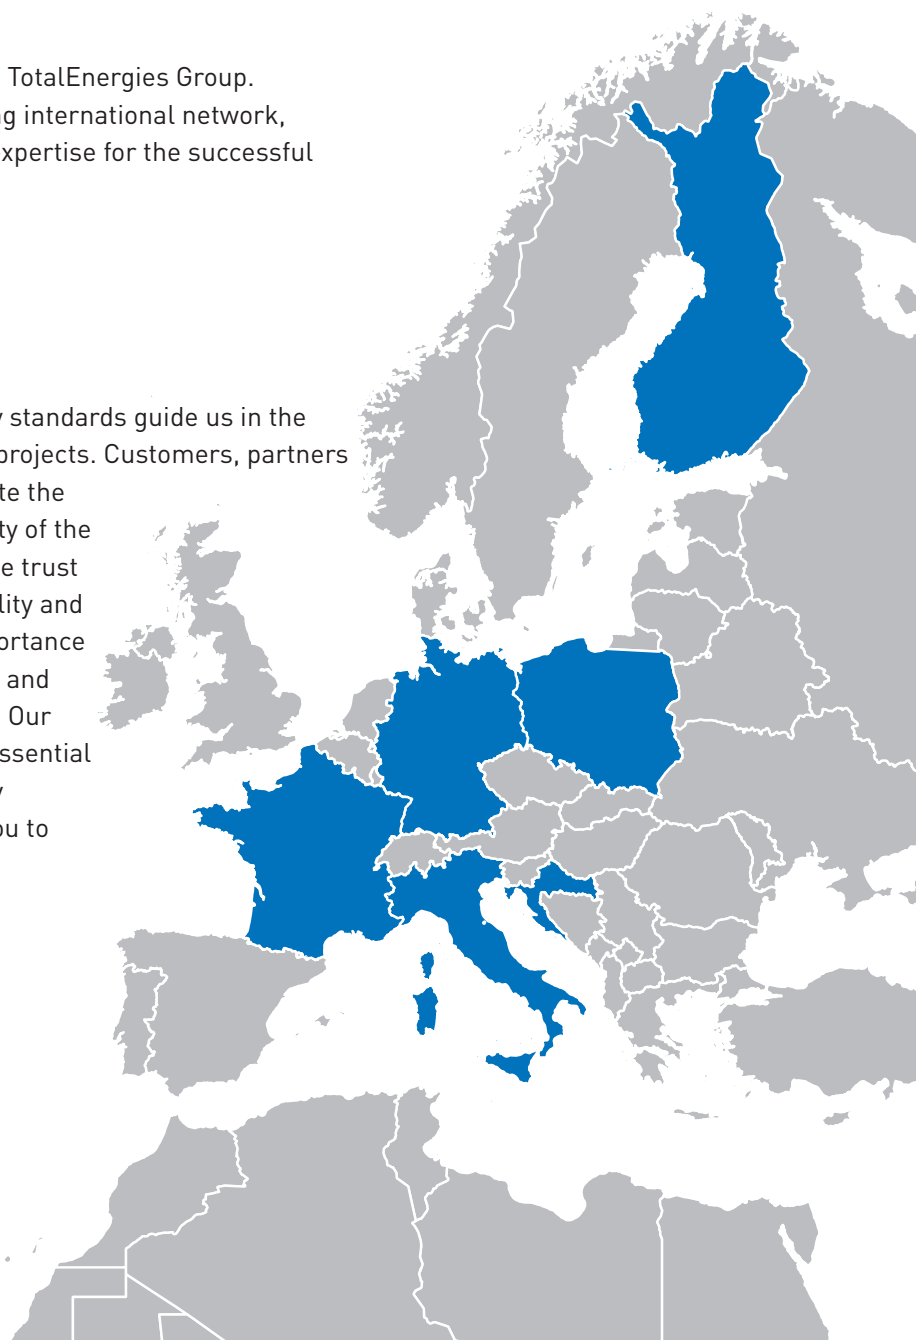 TotalEnergies Group.
g international network,
xpertise for the successful
standards guide us in the
projects. Customers, partners
te the
ty of the
e trust
lity and
ortance
and
Our
ssential
ou to